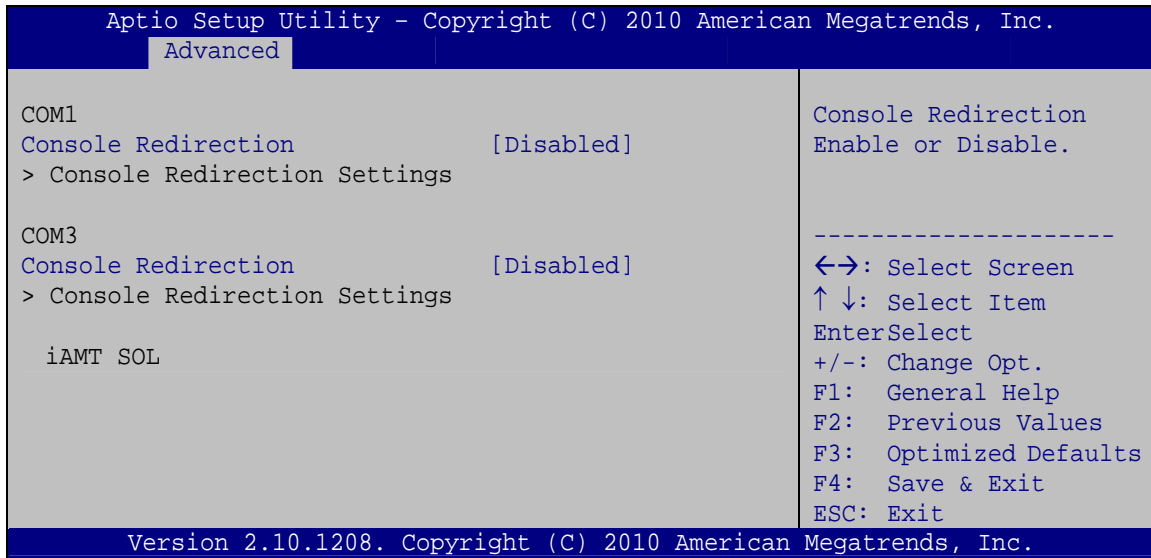 Aptio Setup Utility – Copyright (C) 2010 American Megatrends, Inc.
Advanced
COM1
Console Redirection [Disabled]
> Console Redirection Settings
COM3
Console Redirection [Disabled]
> Console Redirection Settings
iAMT SOL
Console Redirection
Enable or Disable.
---------------------
←→: Select Screen
↑ ↓: Select Item
EnterSelect
+/-: Change Opt.
F1: General Help
F2: Previous Values
F3: Optimized Defaults
F4: Save & Exit
ESC: Exit
Version 2.10.1208. Copyright (C) 2010 American Megatrends, Inc.